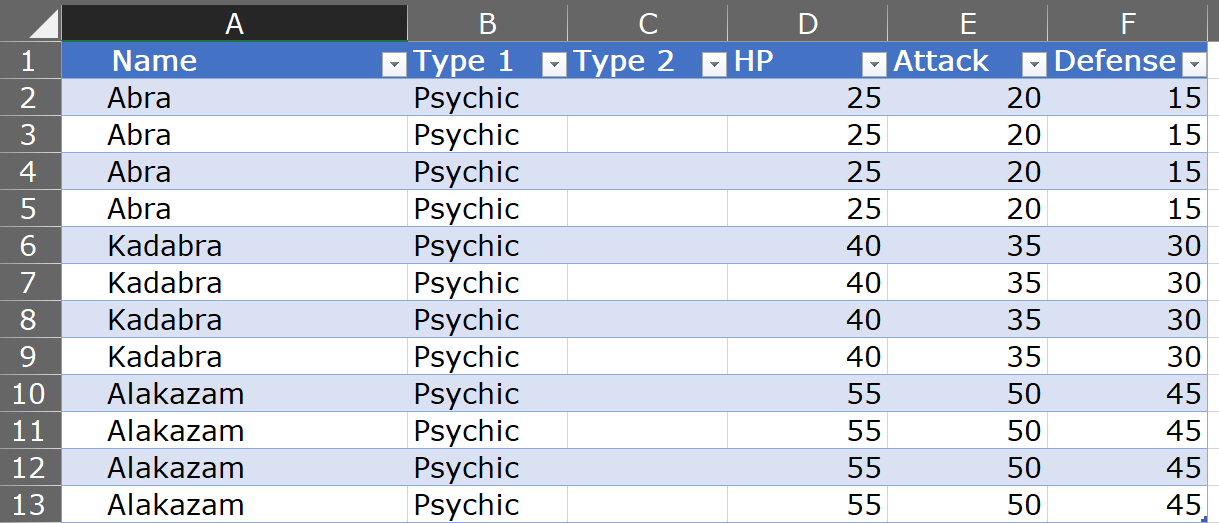 A B C D E F
1 Name Type 1 Type 2 HP Attack Defense
2 Abra Psychic 25 20 15
3 Abra Psychic 25 20 15
4 Abra Psychic 25 20 15
5 Abra Psychic 25 20 15
6 Kadabra Psychic 40 35 30
7 Kadabra Psychic 40 35 30
8 Kadabra Psychic 40 35 30
9 Kadabra Psychic 40 35 30
10 Alakazam Psychic 55 50 45
11 Alakazam Psychic 55 50 45
12 Alakazam Psychic 55 50 45
13 Alakazam Psychic 55 50 45